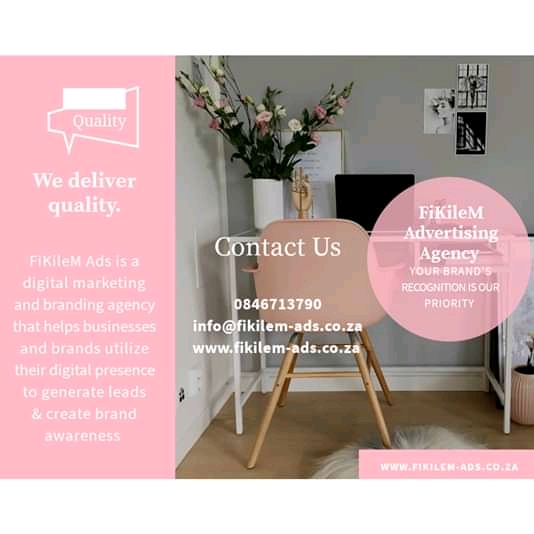 Quality
We deliver
quality.
FiKileM Ads is a
digital marketing
and branding agency
that helps businesses
and brands utilize
their digital presence
to generate leads
& create brand
awareness
Contact Us
0846713790
info@fikilem-ads.co.za
www.fikilem-ads.co.za
FiKileM
Advertising
Agency
YOUR BRAND'S
RECOGNITION IS OUR
PRIORITY
WWW.FIKILEM-ADS.CO.ZA